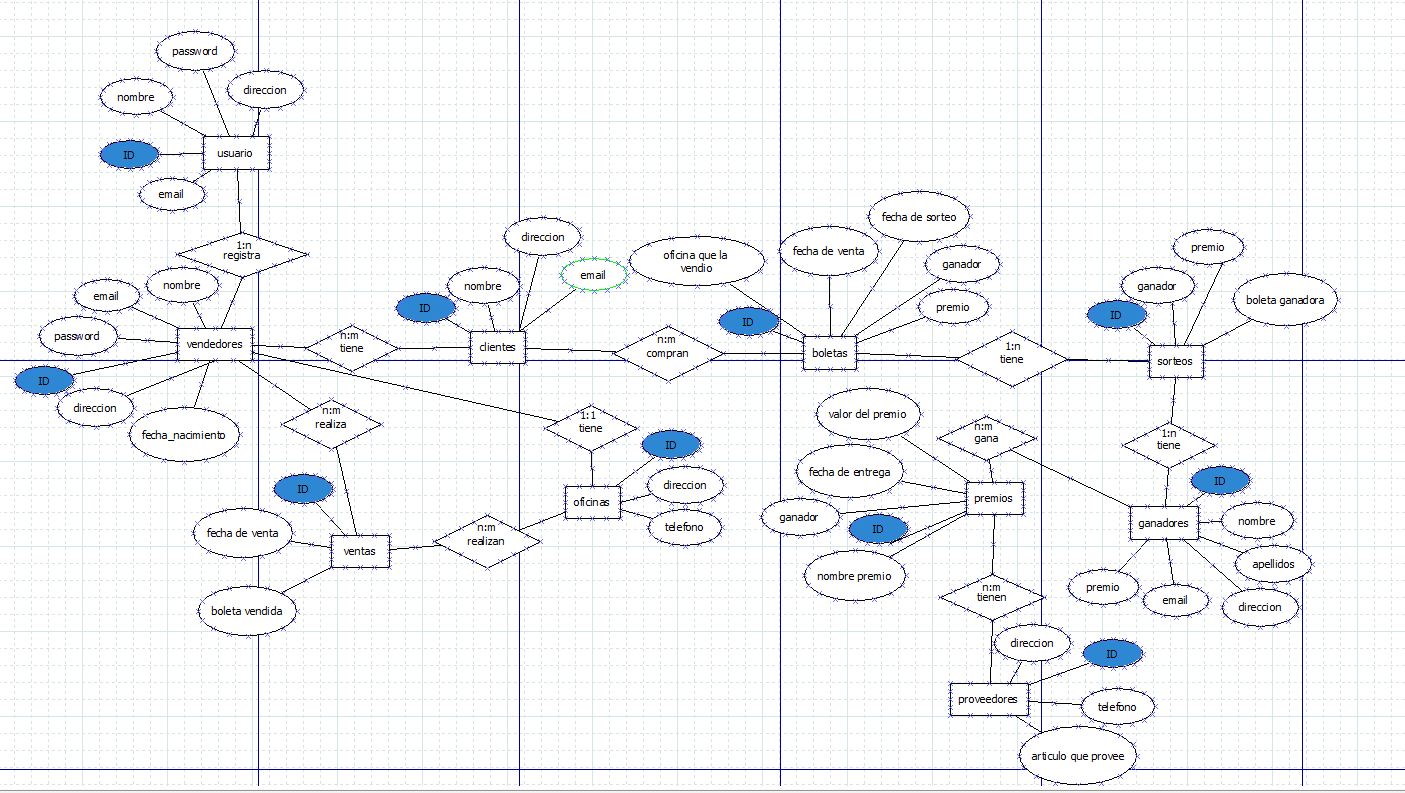 password
nombre
direccion
ID
usuario
email
1:n
registra
email
nombre
password
vendedores
ID
direccion
fecha_nacimiento
n:m
tiene
n:m
realiza
ID
fecha de venta
ventas
boleta vendida
n:m
realizan
direccion
email
nombre
ID
clientes
n:m
compran
1:1
tiene
ID
oficinas
direccion
telefono
oficina que la
vendio
fecha de venta
fecha de sorteo
ganador
premio
ID
boletas
1:n
tiene
premio
ganador
boleta ganadora
ID
sorteos
1:n
tiene
valor del premio
n:m
gana
fecha de entrega
premios
ganador
ID
nombre premio
ID
ganadores
nombre
apellidos
premio
email
direccion
n:m
tienen
direccion
ID
proveedores
telefono
articulo que provee